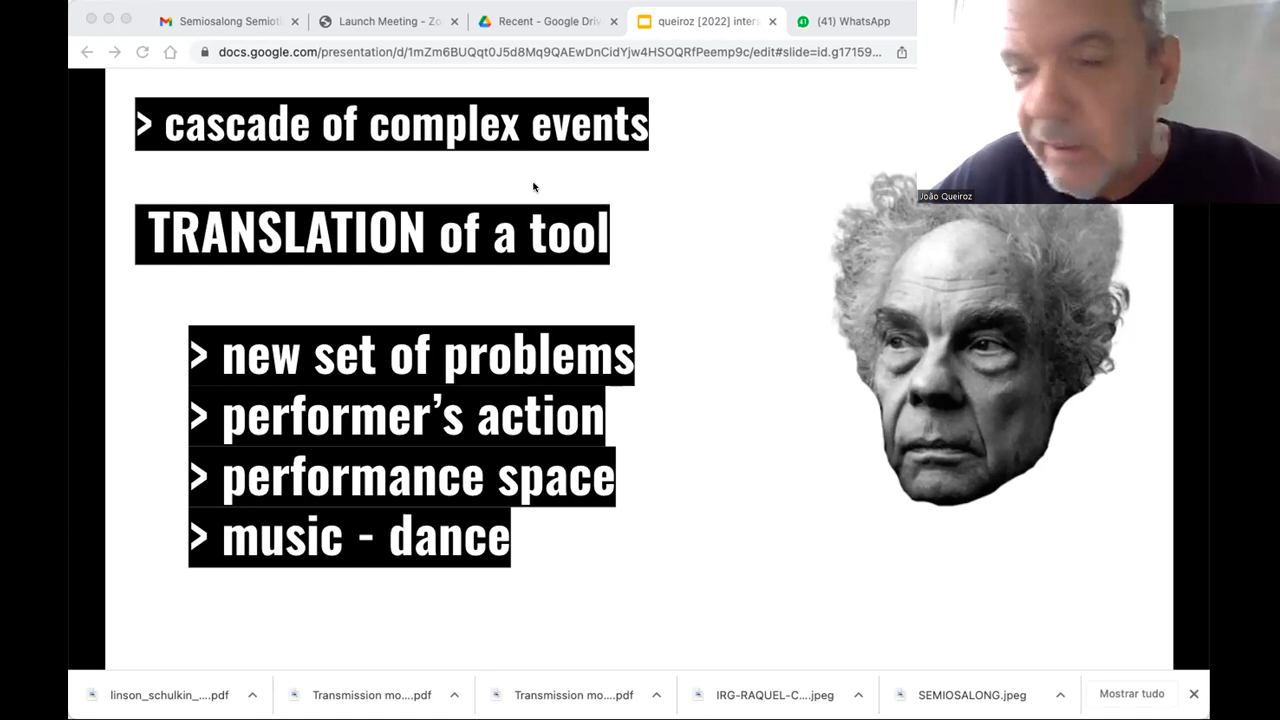 Semiosalong Semioti
Launch Meeting - Zo
Recent - Google Driv
queiroz [2022] inters
(41) WhatsApp
docs.google.com/presentation/d/1mZm6BUQqt0J5d8Mq9QAEwDnCidYjw4HSOQRfPeemp9c/edit#slide=id.g17159...
João Queiroz
> cascade of complex events
TRANSLATION of a tool
> new set of problems
> performer’s action
> performance space
> music - dance
linson_schulkin_....pdf
Transmission mo....pdf
Transmission mo....pdf
IRG-RAQUEL-C....jpeg
SEMIOSALONG.jpeg
Mostrar tudo